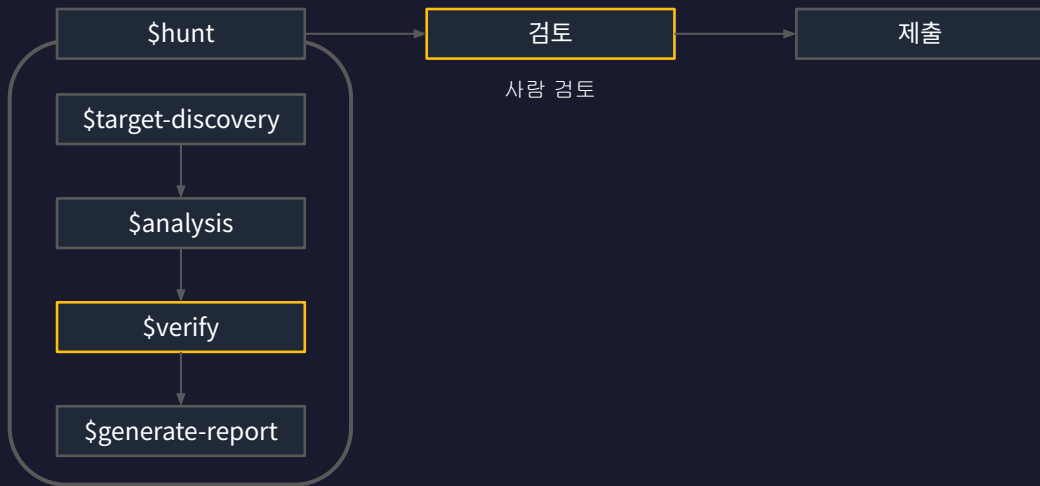 $hunt
검토
제출
사람 검토
$target-discovery
$analysis
$verify
$generate-report